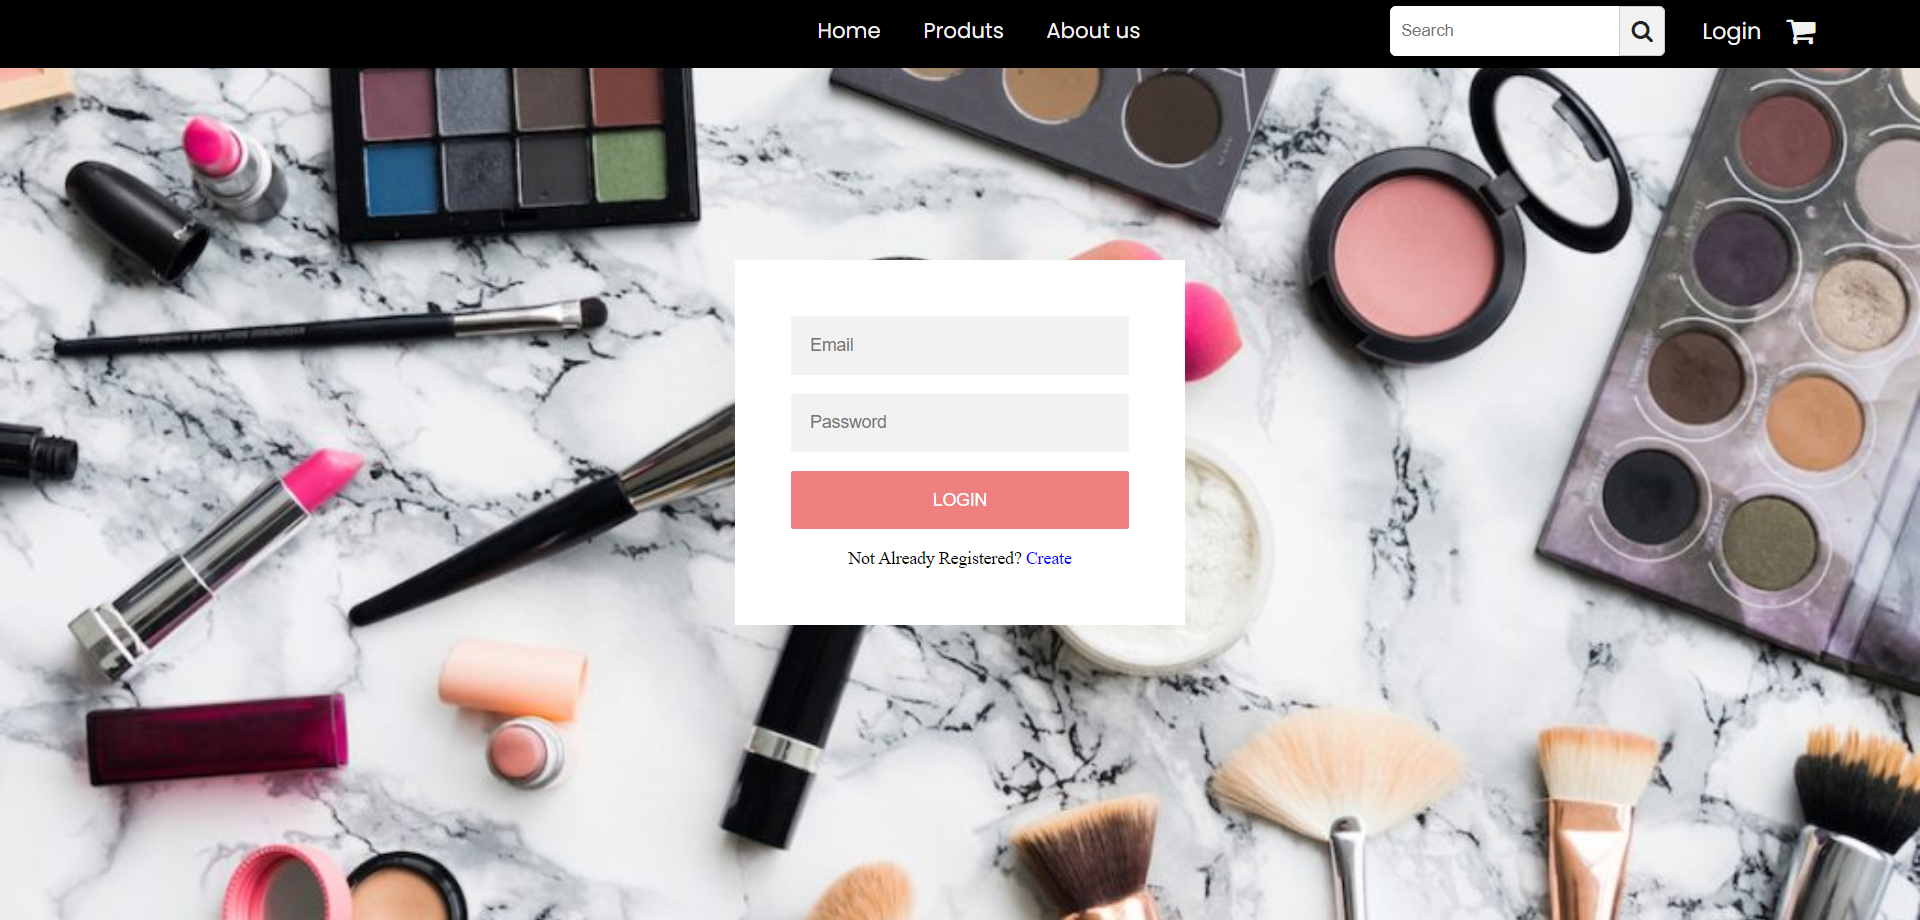 Home Produts About us Search Login
Email
Password
LOGIN
Not Already Registered? Create